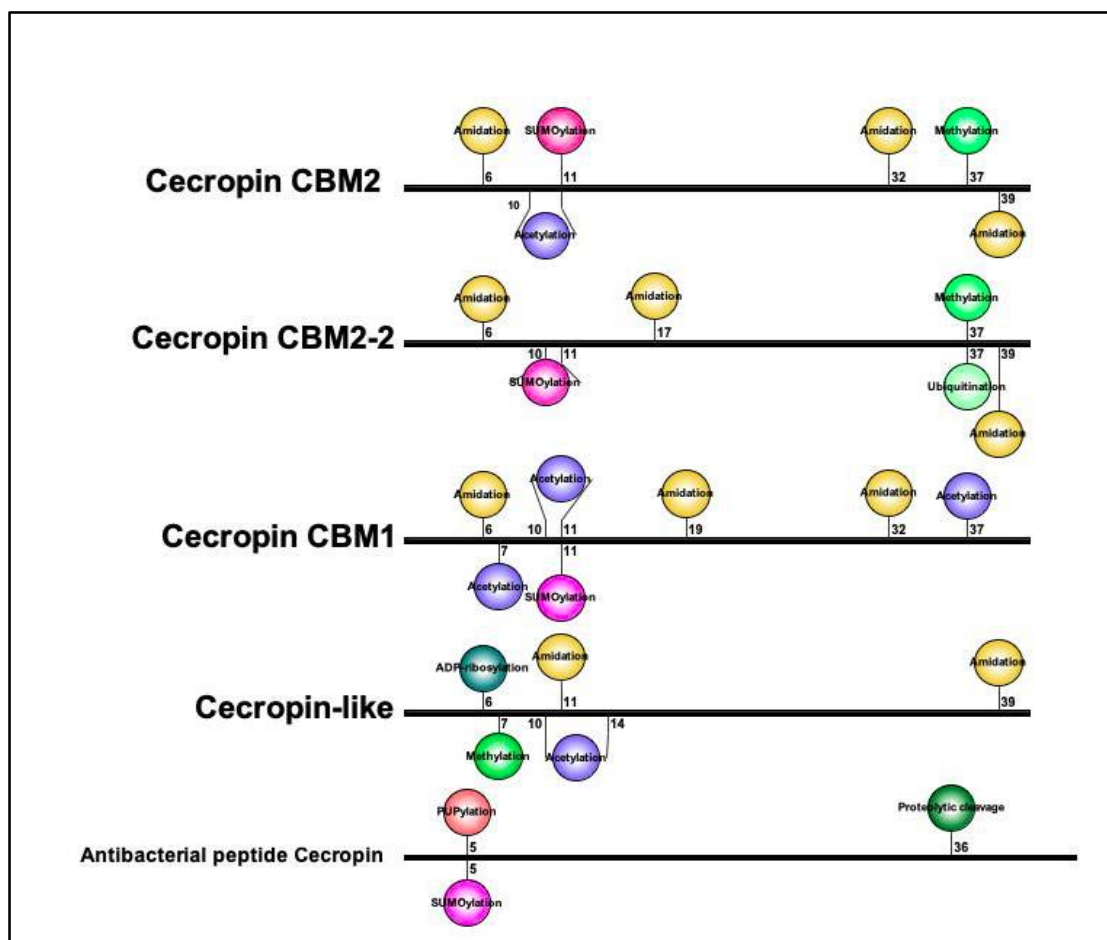 Amidation SUMOylation Amidation Methylation
Cecropin CBM2 6 11 32 37
10 39
Acetylation Amidation
Amidation Amidation Methylation
6 17 37
Cecropin CBM2-2
10 11 37 39
SUMOylation Ubiquitination
Amidation
Acetylation
Amidation Amidation Amidation Acetylation
6 10 11 19 32 37
Cecropin CBM1
7 11
Acetylation SUMOylation
ADP-ribosylation Amidation Amidation
6 11 39
Cecropin-like
7 10 14
Methylation Acetylation
PUPylation Proteolytic cleavage
5 36
Antibacterial peptide Cecropin
5
SUMOylation